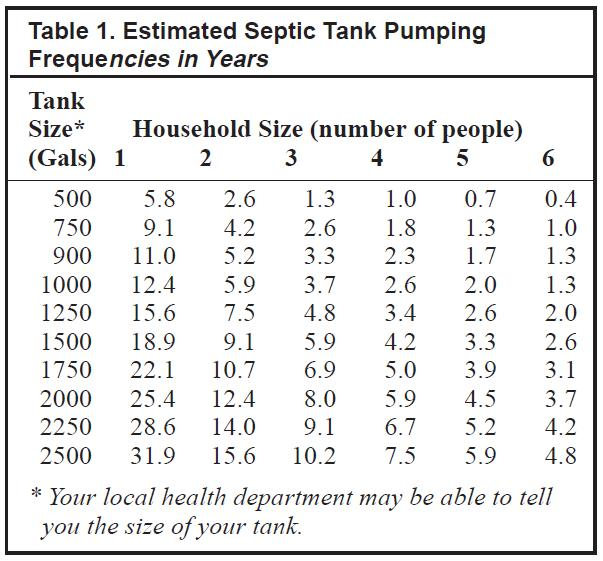 Table 1. Estimated Septic Tank Pumping
Frequencies in Years
Tank
Size* Household Size (number of people)
(Gals) 1 2 3 4 5 6
500 5.8 2.6 1.3 1.0 0.7 0.4
750 9.1 4.2 2.6 1.8 1.3 1.0
900 11.0 5.2 3.3 2.3 1.7 1.3
1000 12.4 5.9 3.7 2.6 2.0 1.3
1250 15.6 7.5 4.8 3.4 2.6 2.0
1500 18.9 9.1 5.9 4.2 3.3 2.6
1750 22.1 10.7 6.9 5.0 3.9 3.1
2000 25.4 12.4 8.0 5.9 4.5 3.7
2250 28.6 14.0 9.1 6.7 5.2 4.2
2500 31.9 15.6 10.2 7.5 5.9 4.8
* Your local health department may be able to tell
you the size of your tank.